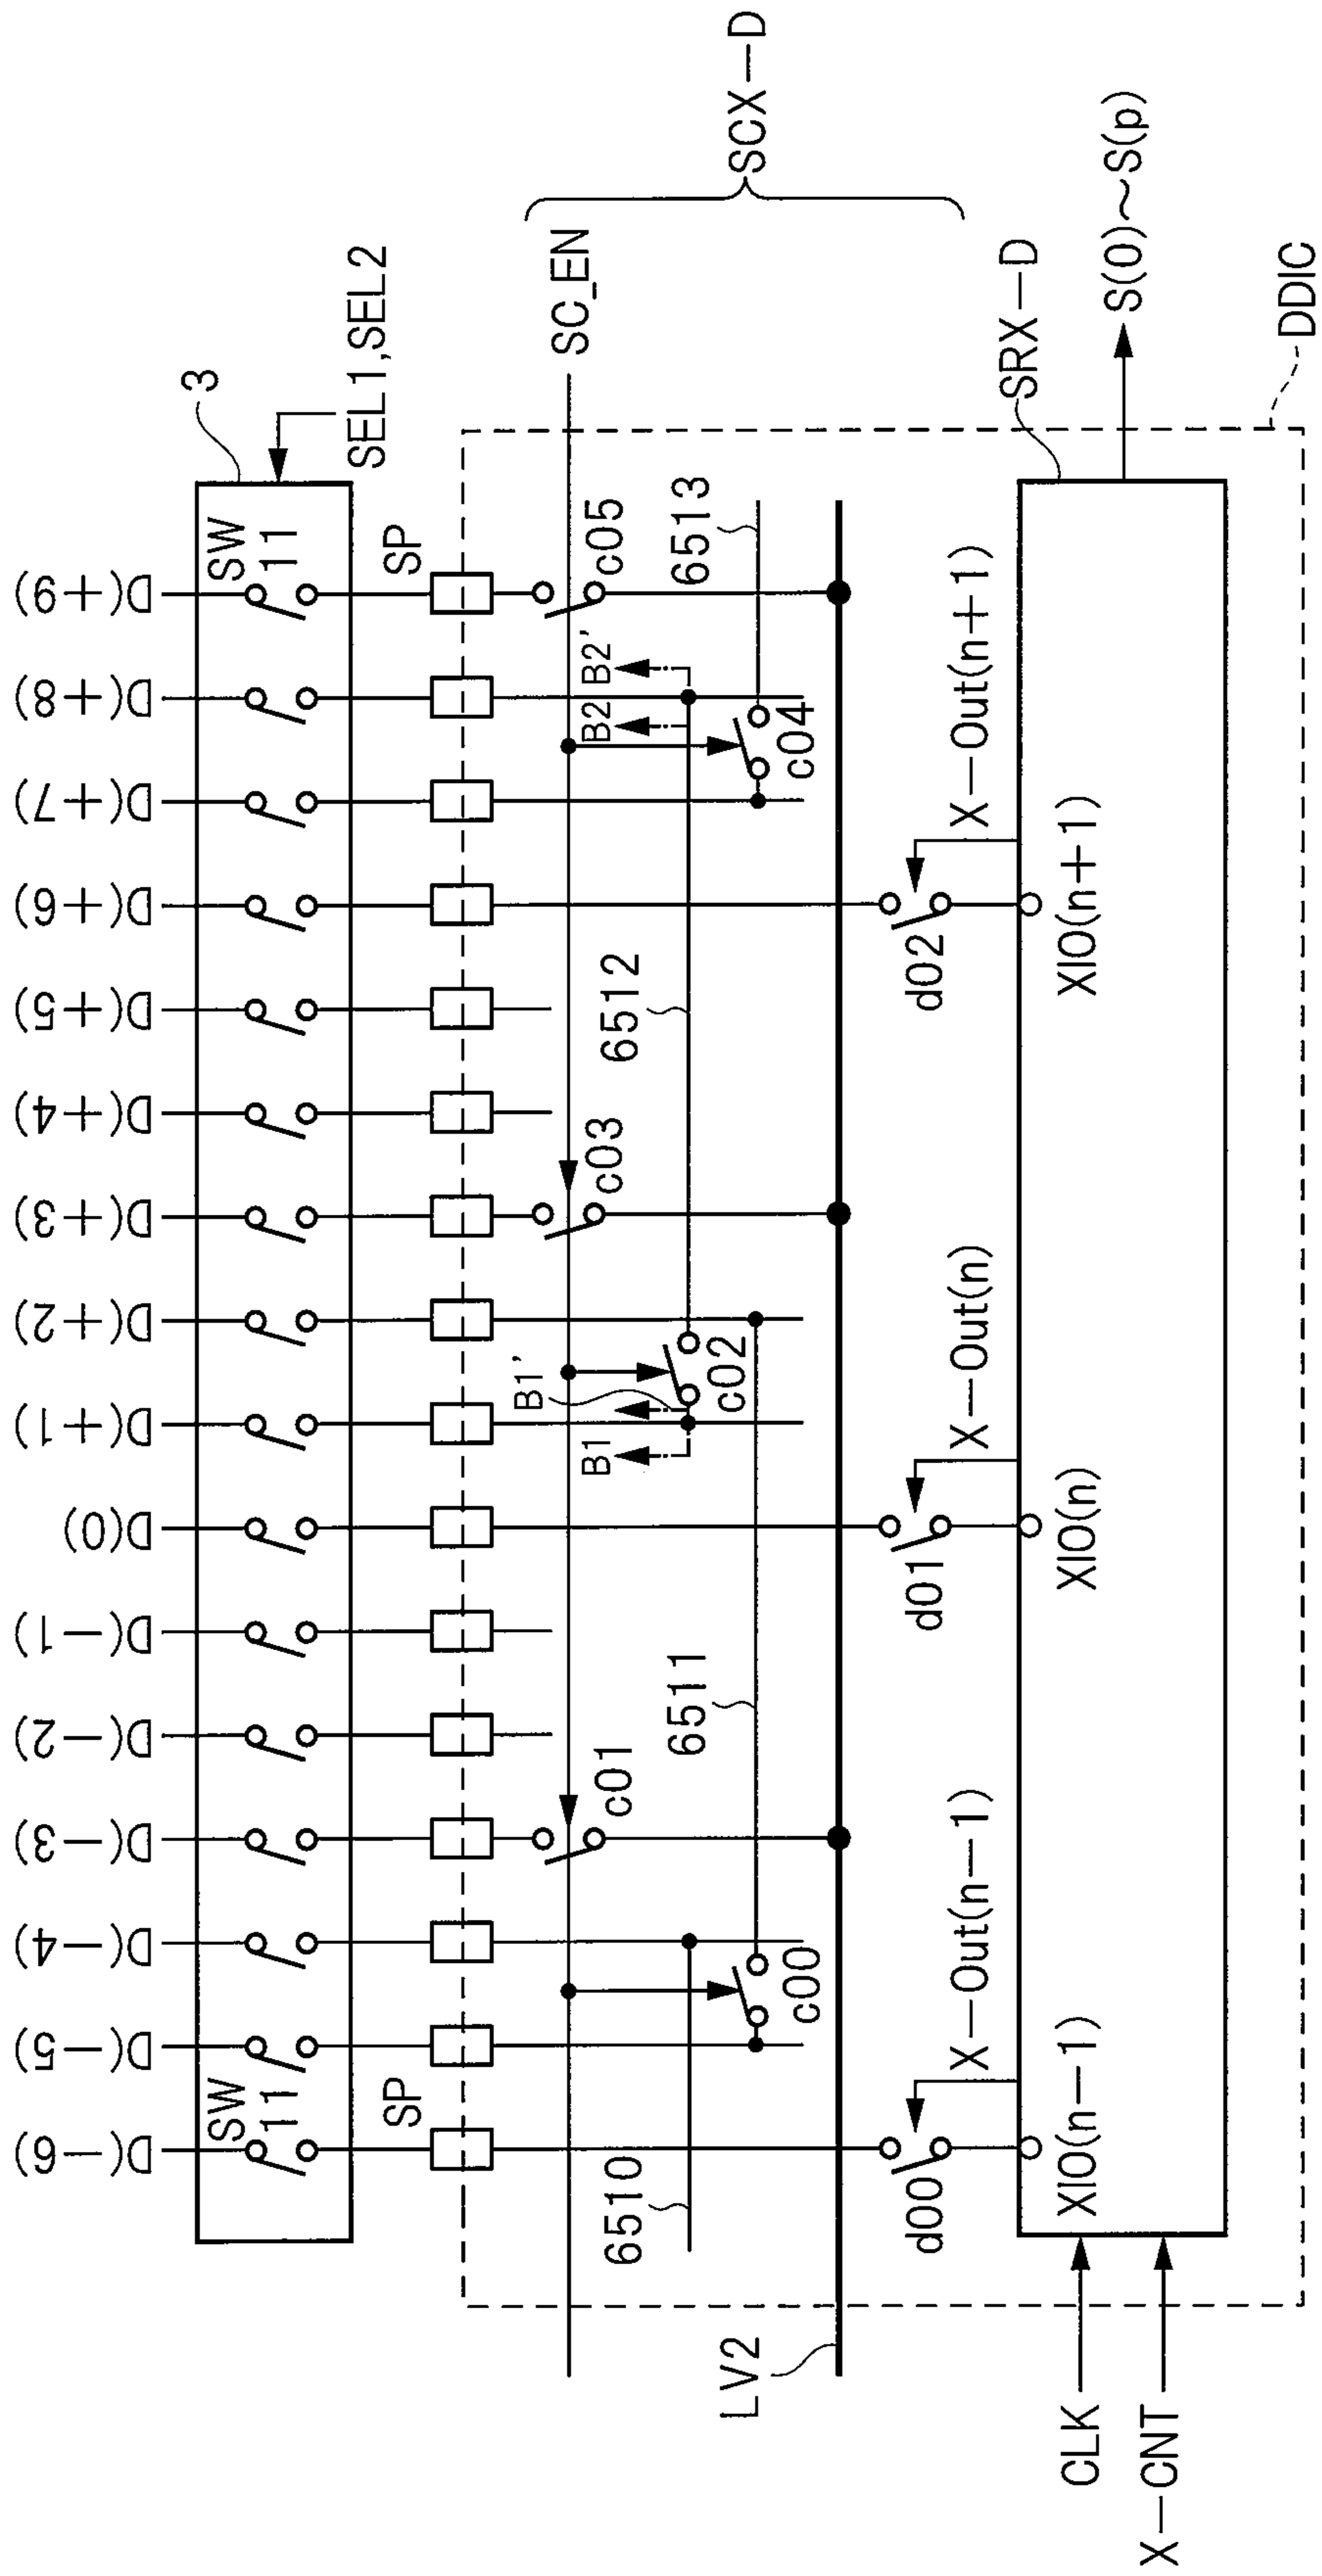 D(-6)
D(-5)
D(-4)
D(-3)
D(-2)
D(-1)
D(0)
D(+1)
D(+2)
D(+3)
D(+4)
D(+5)
D(+6)
D(+7)
D(+8)
D(+9)
3
SW
11
SW
11
SEL1,SEL2
SP
SP
SC_EN
SCX-D
c01
c03
c05
B1
B1'
B2
B2'
6510
6511
6512
6513
c00
c02
c04
LV2
d00
d01
d02
X-Out(n-1)
X-Out(n)
X-Out(n+1)
SRX-D
XIO(n-1)
XIO(n)
XIO(n+1)
CLK
X-CNT
S(0)~S(p)
DDIC